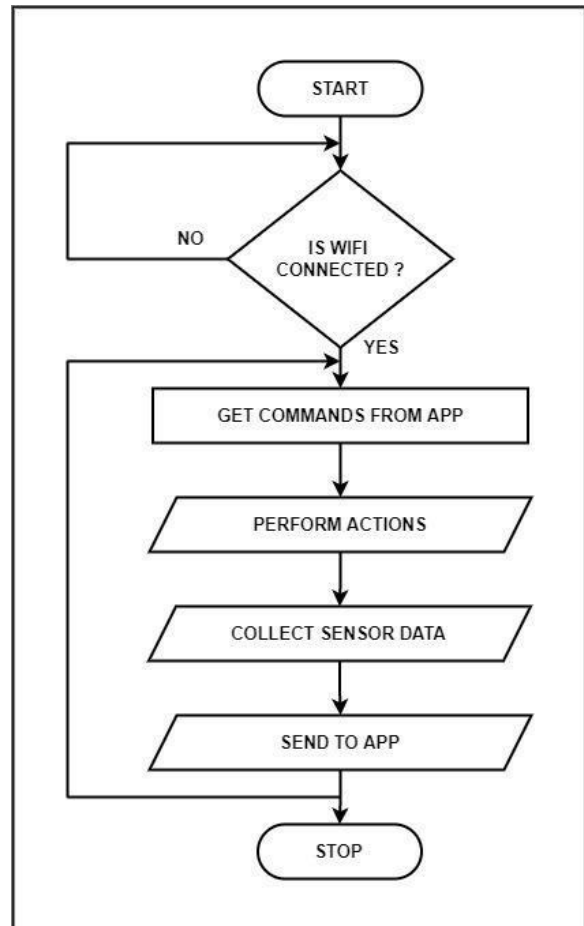 START
NO
IS WIFI
CONNECTED ?
YES
GET COMMANDS FROM APP
PERFORM ACTIONS
COLLECT SENSOR DATA
SEND TO APP
STOP